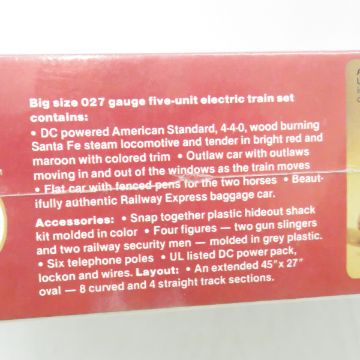 Big size 027 gauge five-unit electric train set
contains:
• DC powered American Standard, 4-4-0, wood burning
Santa Fe steam locomotive and tender in bright red and
maroon with colored trim • Outlaw car with outlaws
moving in and out of the windows as the train moves
• Flat car with fenced pens for the two horses • Beaut-
ifully authentic Railway Express baggage car.
Accessories: • Snap together plastic hideout shack
kit molded in color • Four figures — two gun slingers
and two railway security men — molded in grey plastic.
• Six telephone poles • UL listed DC power pack,
lockon and wires. Layout: • An extended 45" x 27"
oval — 8 curved and 4 straight track sections.